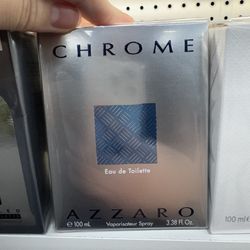 CHROME
Eau de Toilette
AZZARO
e 100 mL Vaporisateur Spray 3.38 Fl. Oz.
100 ml